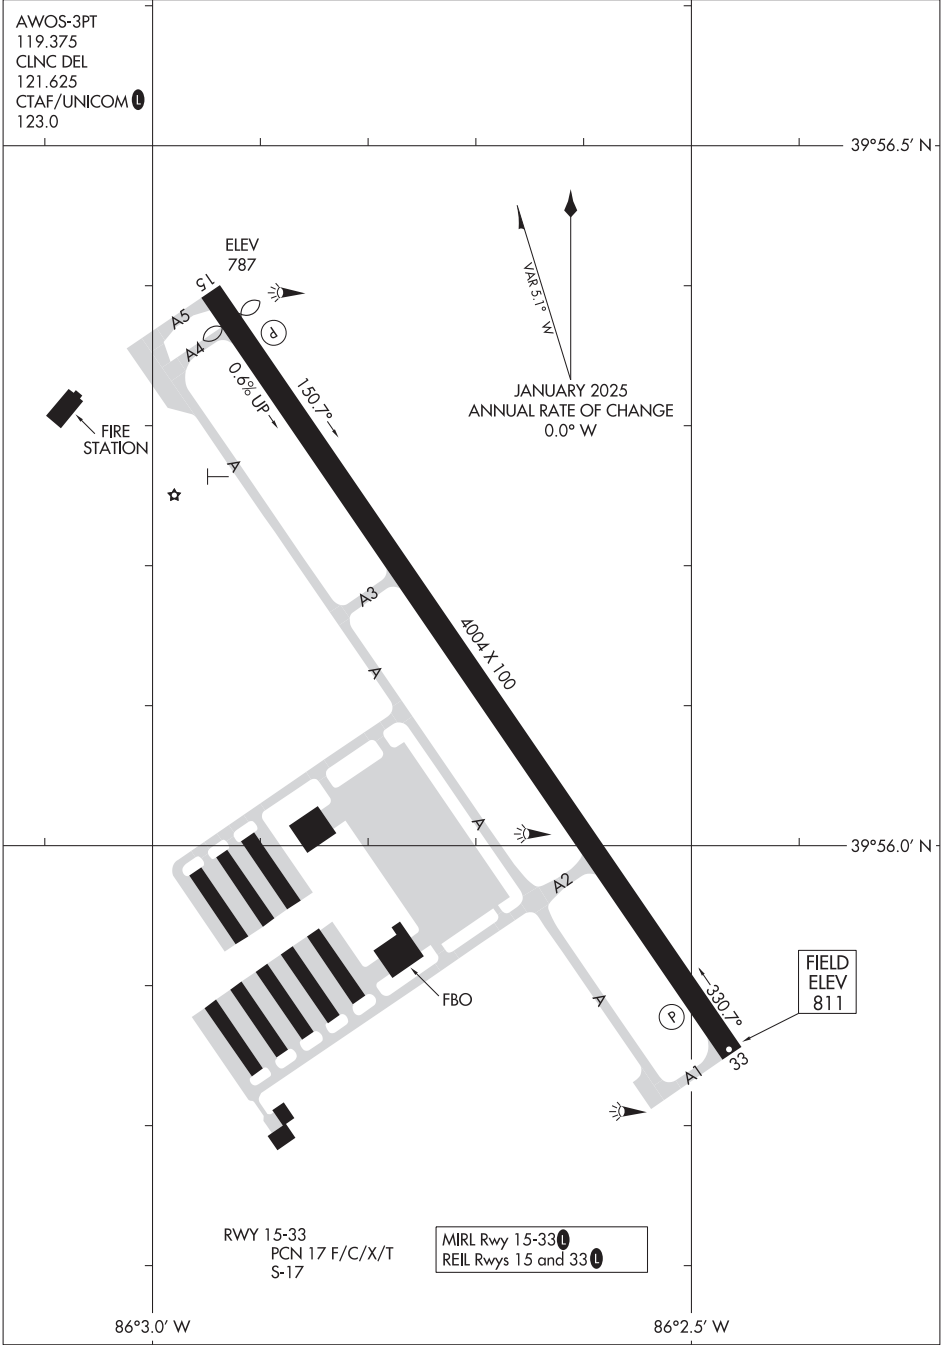 AWOS-3PT
119.375
CLNC DEL
121.625
CTAF/UNICOM L
123.0
39°56.5' N
ELEV
787
15
A5
A4
P
0.6% UP
150.7°
VAR 5.1° W
JANUARY 2025
ANNUAL RATE OF CHANGE
0.0° W
FIRE
STATION
A
A3
4004 X 100
A
A
39°56.0' N
A2
FIELD
ELEV
811
FBO
A
P
330.7°
33
A1
RWY 15-33
PCN 17 F/C/X/T
S-17
MIRL Rwy 15-33 L
REIL Rwys 15 and 33 L
86°3.0' W
86°2.5' W